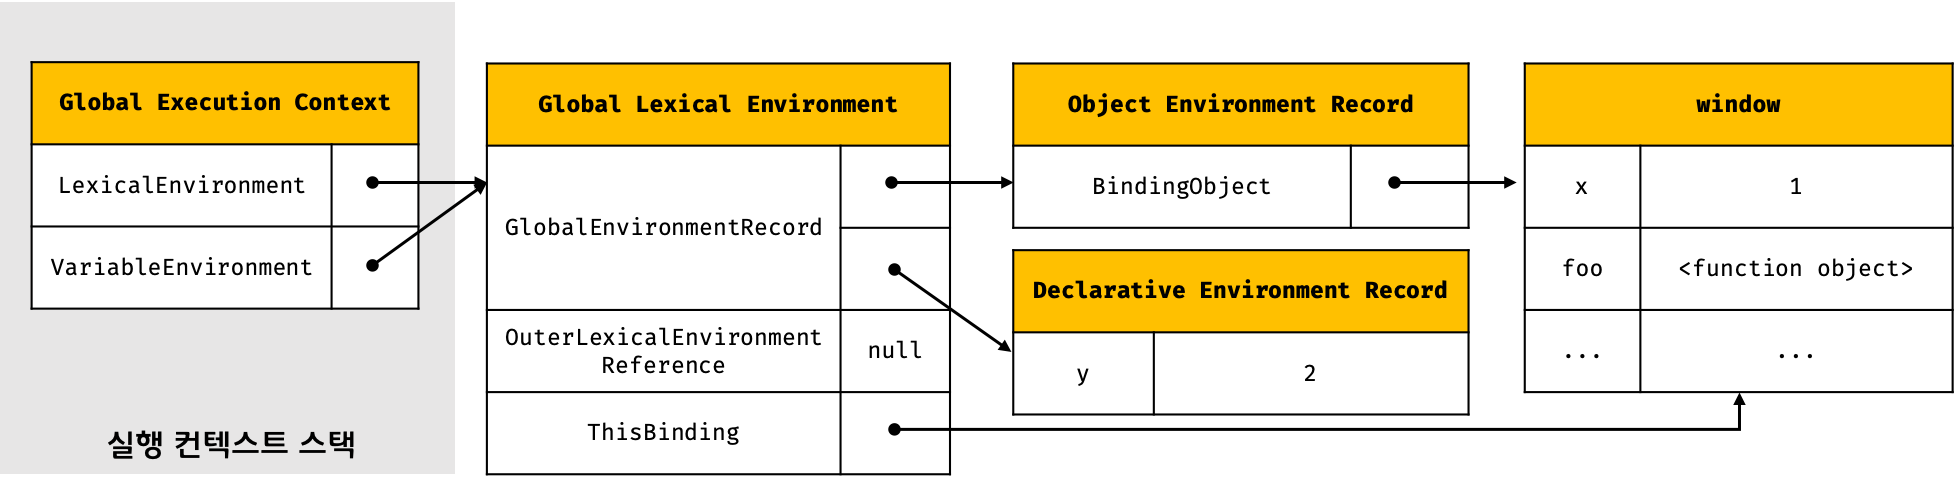 Global Execution Context
LexicalEnvironment
VariableEnvironment
실행 컨텍스트 스택
Global Lexical Environment
GlobalEnvironmentRecord
OuterLexicalEnvironment
Reference
null
ThisBinding
Object Environment Record
BindingObject
Declarative Environment Record
y 2
window
x 1
foo <function object>
... ...